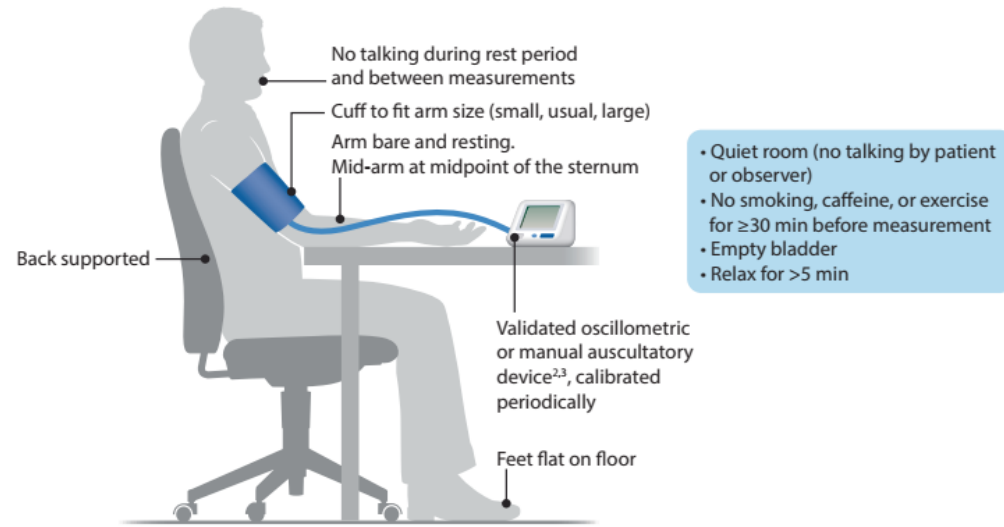 No talking during rest period
and between measurements
Cuff to fit arm size (small, usual, large)
Arm bare and resting.
Mid-arm at midpoint of the sternum
Back supported
Validated oscillometric
or manual auscultatory
device²,³, calibrated
periodically
Feet flat on floor
• Quiet room (no talking by patient
or observer)
• No smoking, caffeine, or exercise
for ≥30 min before measurement
• Empty bladder
• Relax for >5 min